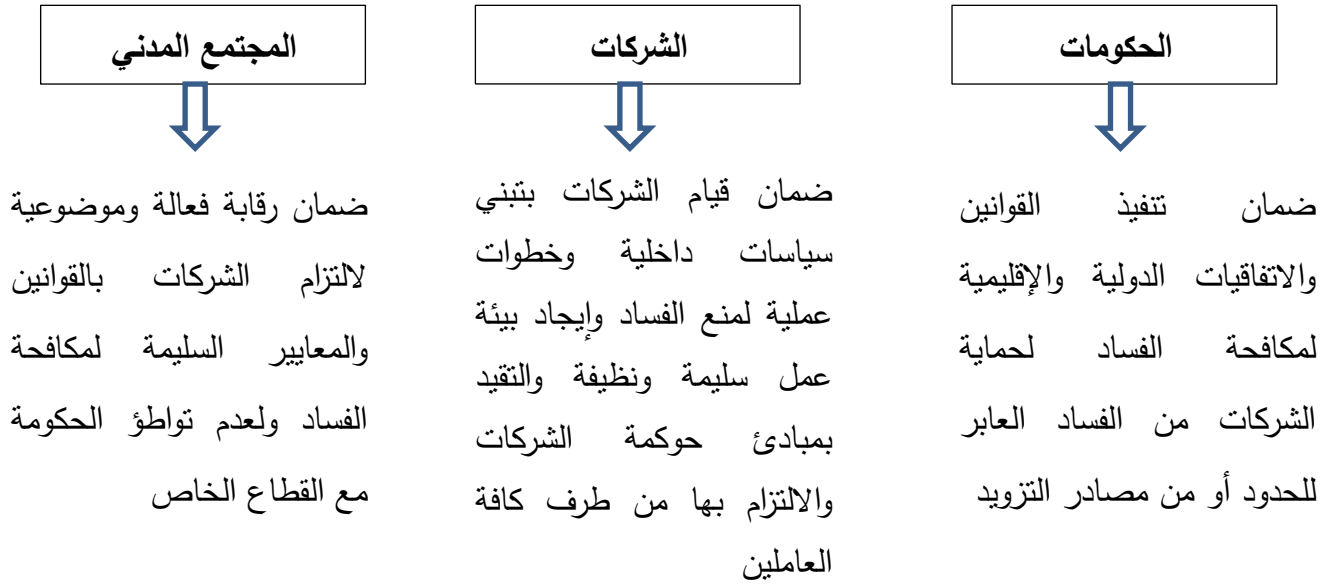 الحكومات
ضمان تنفيذ القوانين
والاتفاقيات الدولية والإقليمية
لمكافحة الفساد لحماية
الشركات من الفساد العابر
للحدود أو من مصادر التزويد
الشركات
ضمان قيام الشركات بتبني
سياسات داخلية وخطوات
عملية لمنع الفساد وإيجاد بيئة
عمل سليمة ونظيفة والتقيد
بمبادئ حوكمة الشركات
والالتزام بها من طرف كافة
العاملين
المجتمع المدني
ضمان رقابة فعالة وموضوعية
لالتزام الشركات بالقوانين
والمعايير السليمة لمكافحة
الفساد ولعدم تواطؤ الحكومة
مع القطاع الخاص